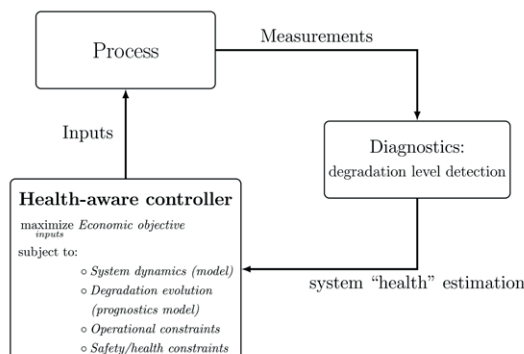 Process
Measurements
Inputs
Diagnostics:
degradation level detection
Health-aware controller
maximize Economic objective
inputs
subject to:
○ System dynamics (model)
○ Degradation evolution
(prognostics model)
○ Operational constraints
○ Safety/health constraints
system “health” estimation